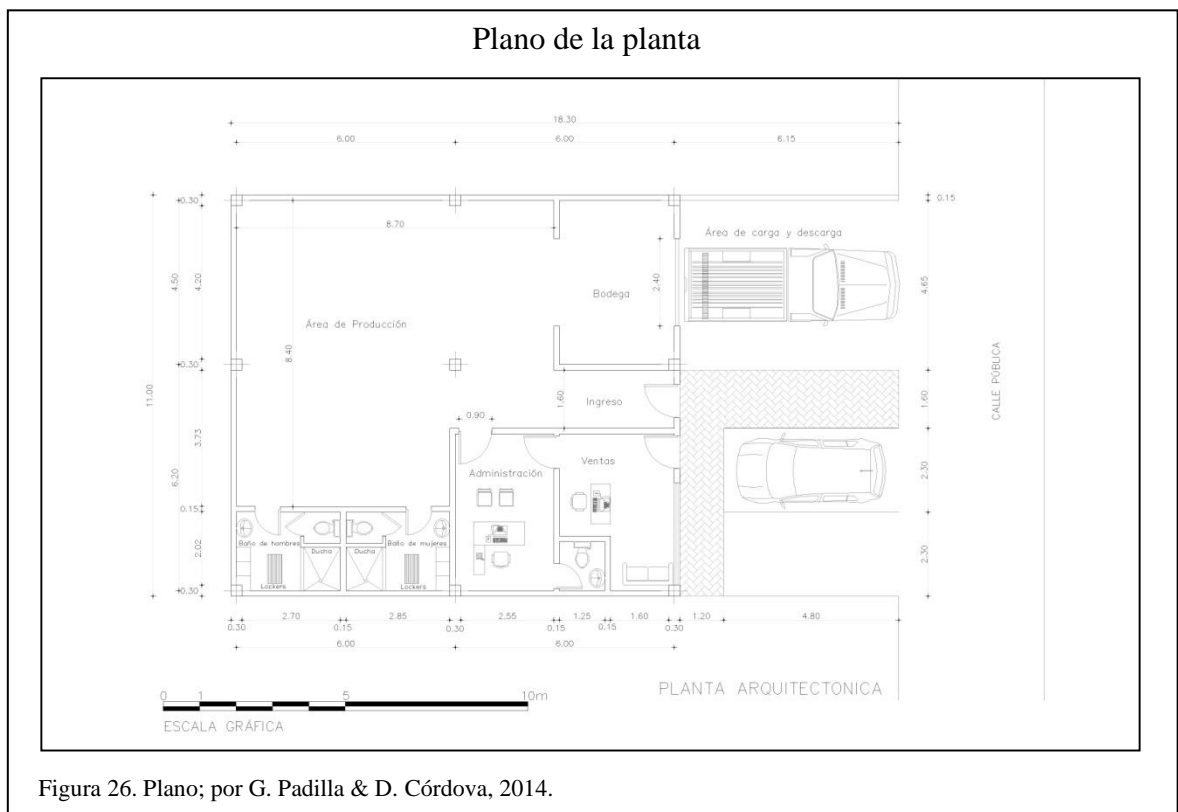 Plano de la planta
18.30
6.00 6.00 6.15
0.30 0.15
8.70 Área de carga y descarga
4.50 4.20 2.40 4.65
Bodega
Área de Producción
CALLE PÚBLICA
0.30 8.40
11.00 1.60 Ingreso 1.60
0.90
3.73
Ventas
6.20 Administración 2.30
0.15
Baño de hombres Ducha Ducha Baño de mujeres
2.02 2.30
Lockers Lockers
0.30
2.70 2.85 2.55 1.25 1.60 1.20 4.80
0.30 0.15 0.30 0.15 0.15 0.30
6.00 6.00
PLANTA ARQUITECTONICA
0 1 5 10m
ESCALA GRÁFICA
Figura 26. Plano; por G. Padilla & D. Córdova, 2014.